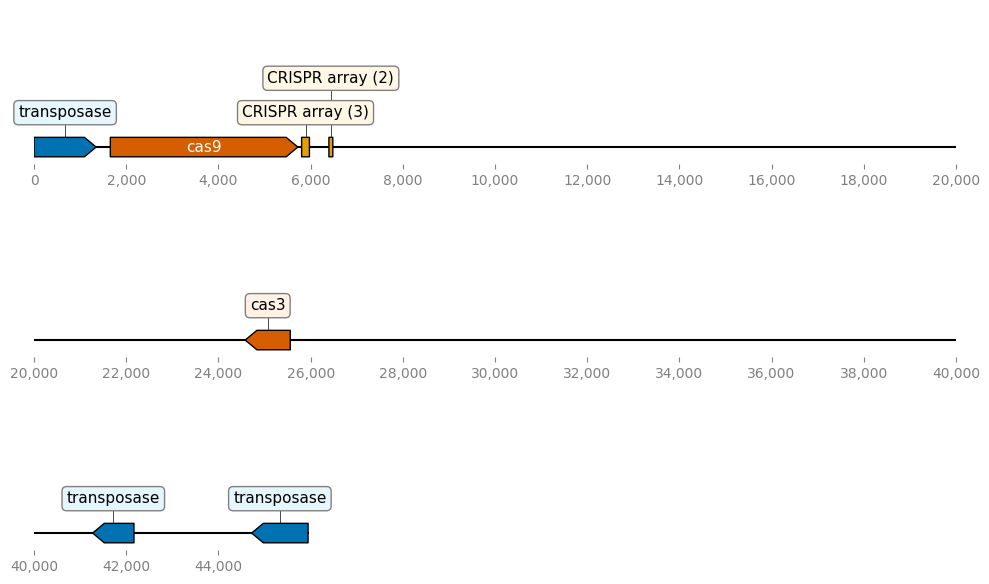 CRISPR array (2)
transposase CRISPR array (3)
cas9
0 2,000 4,000 6,000 8,000 10,000 12,000 14,000 16,000 18,000 20,000
cas3
20,000 22,000 24,000 26,000 28,000 30,000 32,000 34,000 36,000 38,000 40,000
transposase transposase
40,000 42,000 44,000